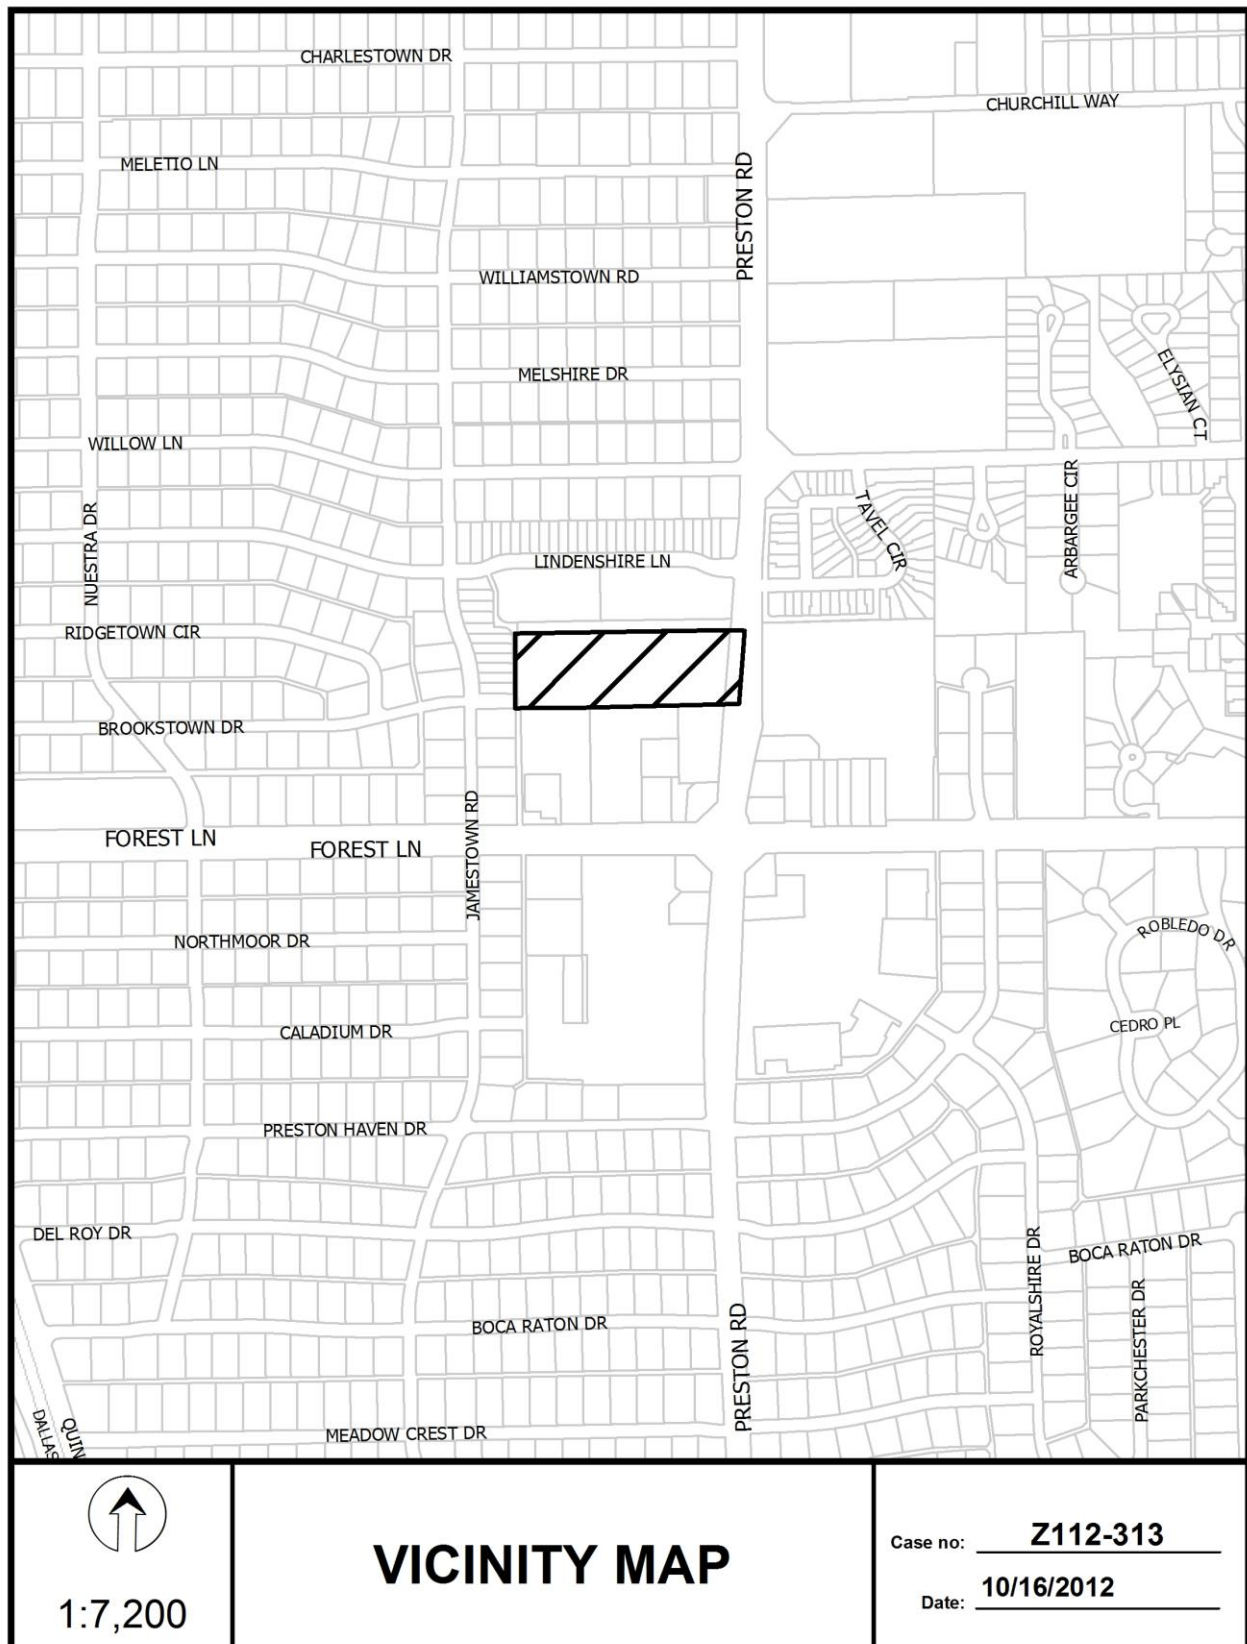 CHARLESTOWN DR
CHURCHILL WAY
MELETIO LN
PRESTON RD
WILLIAMSTOWN RD
MELSHIRE DR
ELYSIAN CT
WILLOW LN
NUESTRA DR
TAVEL CIR
ARBARGEE CIR
LINDENSHIRE LN
RIDGETOWN CIR
BROOKSTOWN DR
JAMESTOWN RD
FOREST LN
FOREST LN
NORTHMOOR DR
ROBLEDO DR
CALADIUM DR
CEDRO PL
PRESTON HAVEN DR
DEL ROY DR
ROYALSHIRE DR
BOCA RATON DR
PARKCHESTER DR
BOCA RATON DR
PRESTON RD
MEADOW CREST DR
DALLAS
QUIN
1:7,200
VICINITY MAP
Case no: Z112-313
Date: 10/16/2012